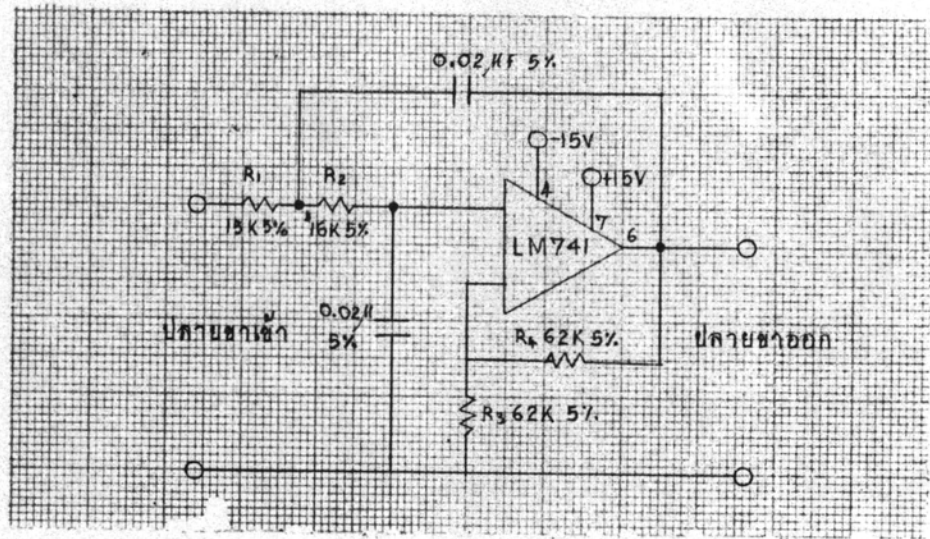 0.02 µF 5%
-15V
+15V
R1
R2
4
15K 5%
16K 5%
7
6
LM741
ปลายขาเข้า
0.02µ
5%
R4 62K 5%
ปลายขาออก
R3 62K 5%